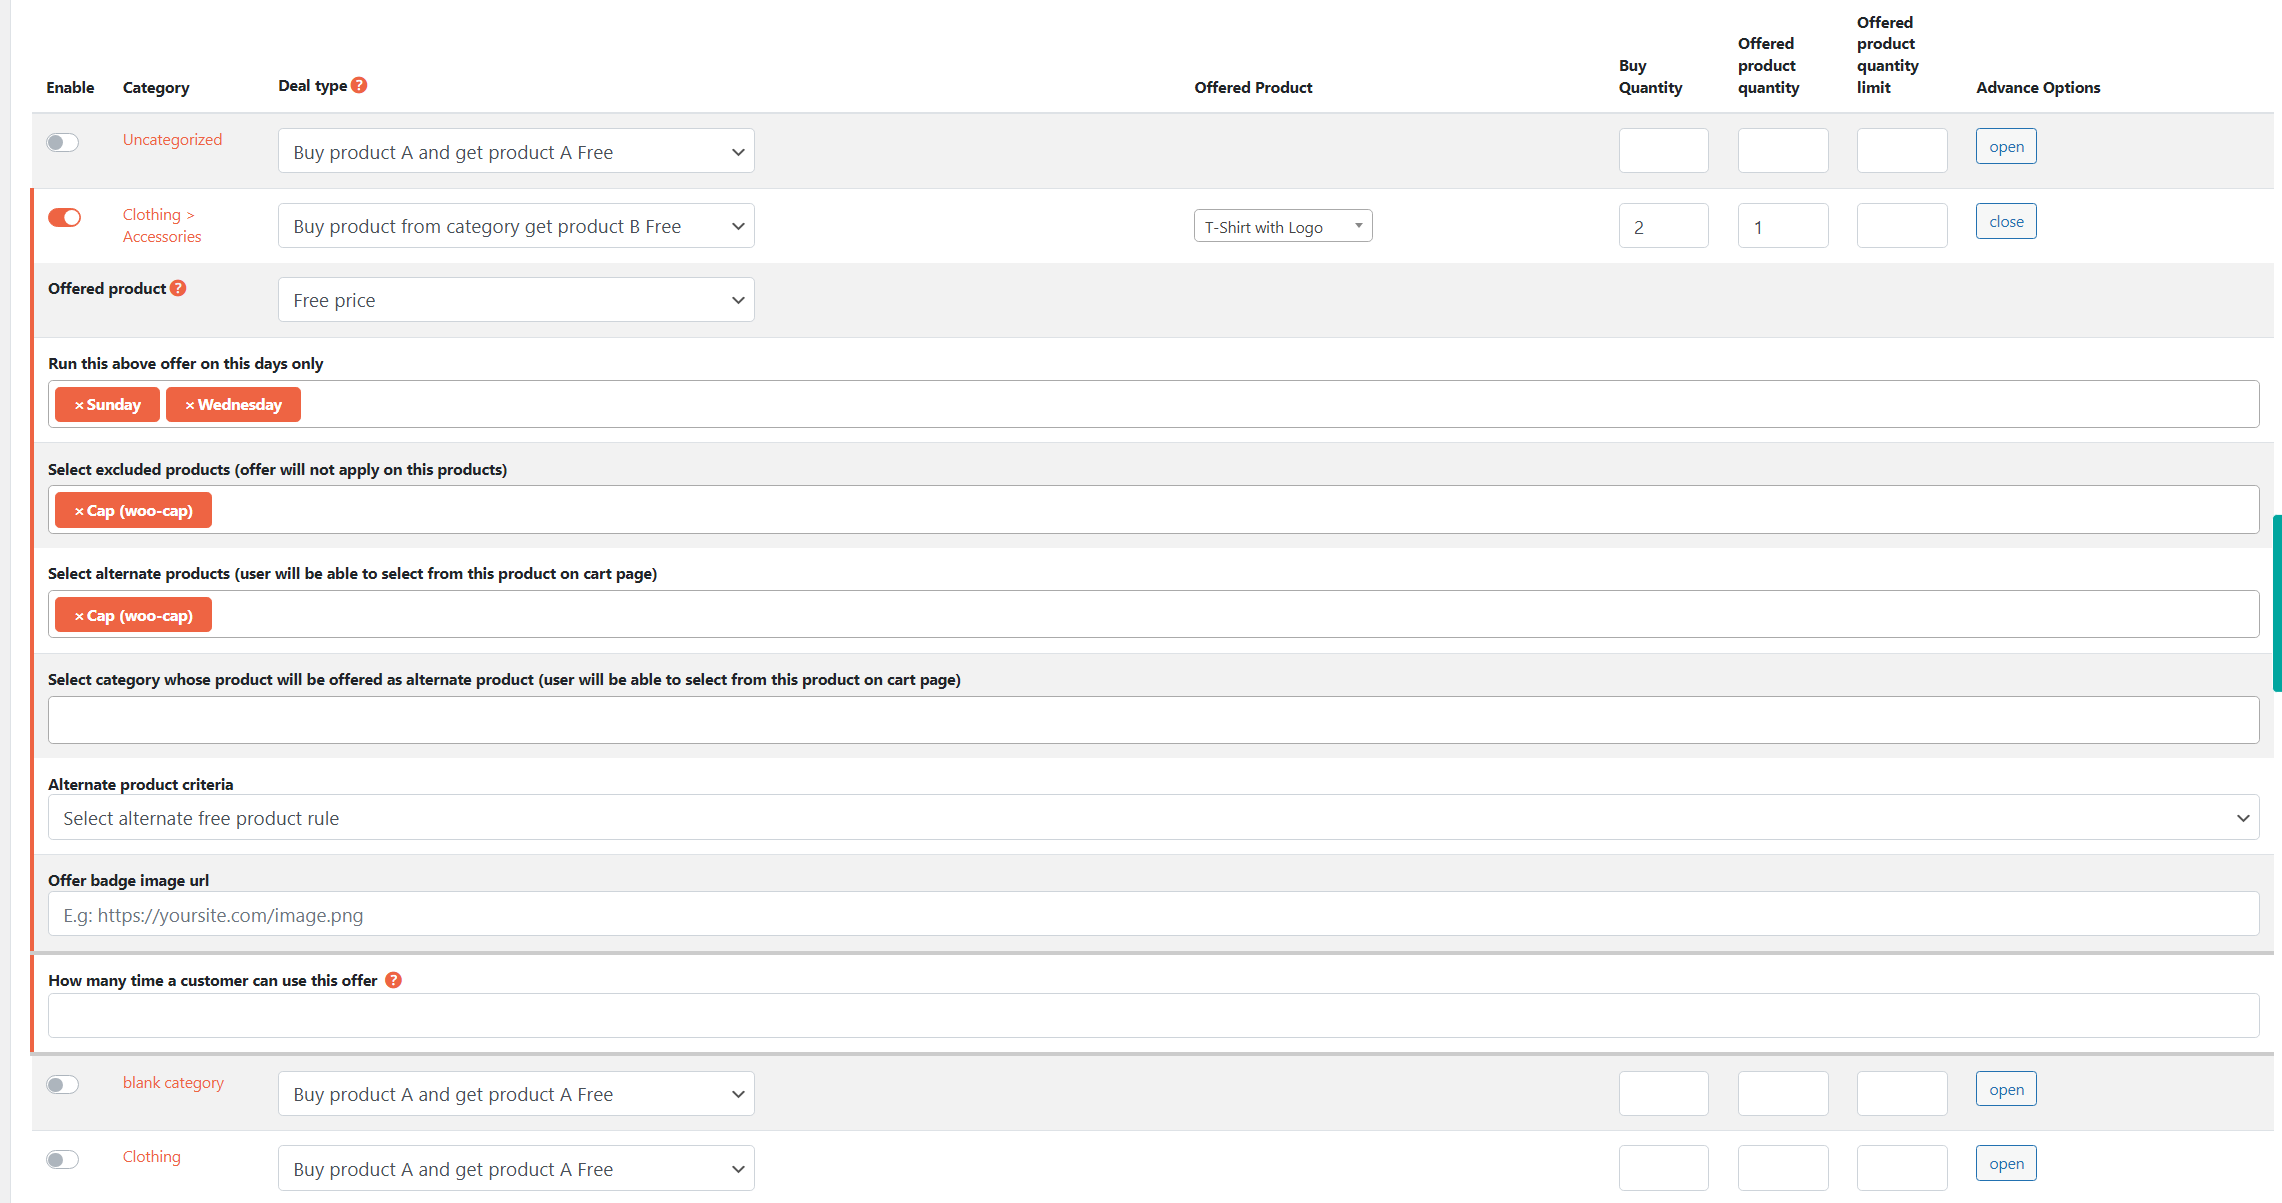 Enable Category Deal type ? Offered Product Buy Quantity Offered product quantity Offered product quantity limit Advance Options
Uncategorized Buy product A and get product A Free open
Clothing > Buy product from category get product B Free T-Shirt with Logo 2 1 close
Accessories
Offered product ? Free price
Run this above offer on this days only
× Sunday × Wednesday
Select excluded products (offer will not apply on this products)
× Cap (woo-cap)
Select alternate products (user will be able to select from this product on cart page)
× Cap (woo-cap)
Select category whose product will be offered as alternate product (user will be able to select from this product on cart page)
Alternate product criteria
Select alternate free product rule
Offer badge image url
E.g: https://yoursite.com/image.png
How many time a customer can use this offer ?
blank category Buy product A and get product A Free open
Clothing Buy product A and get product A Free open